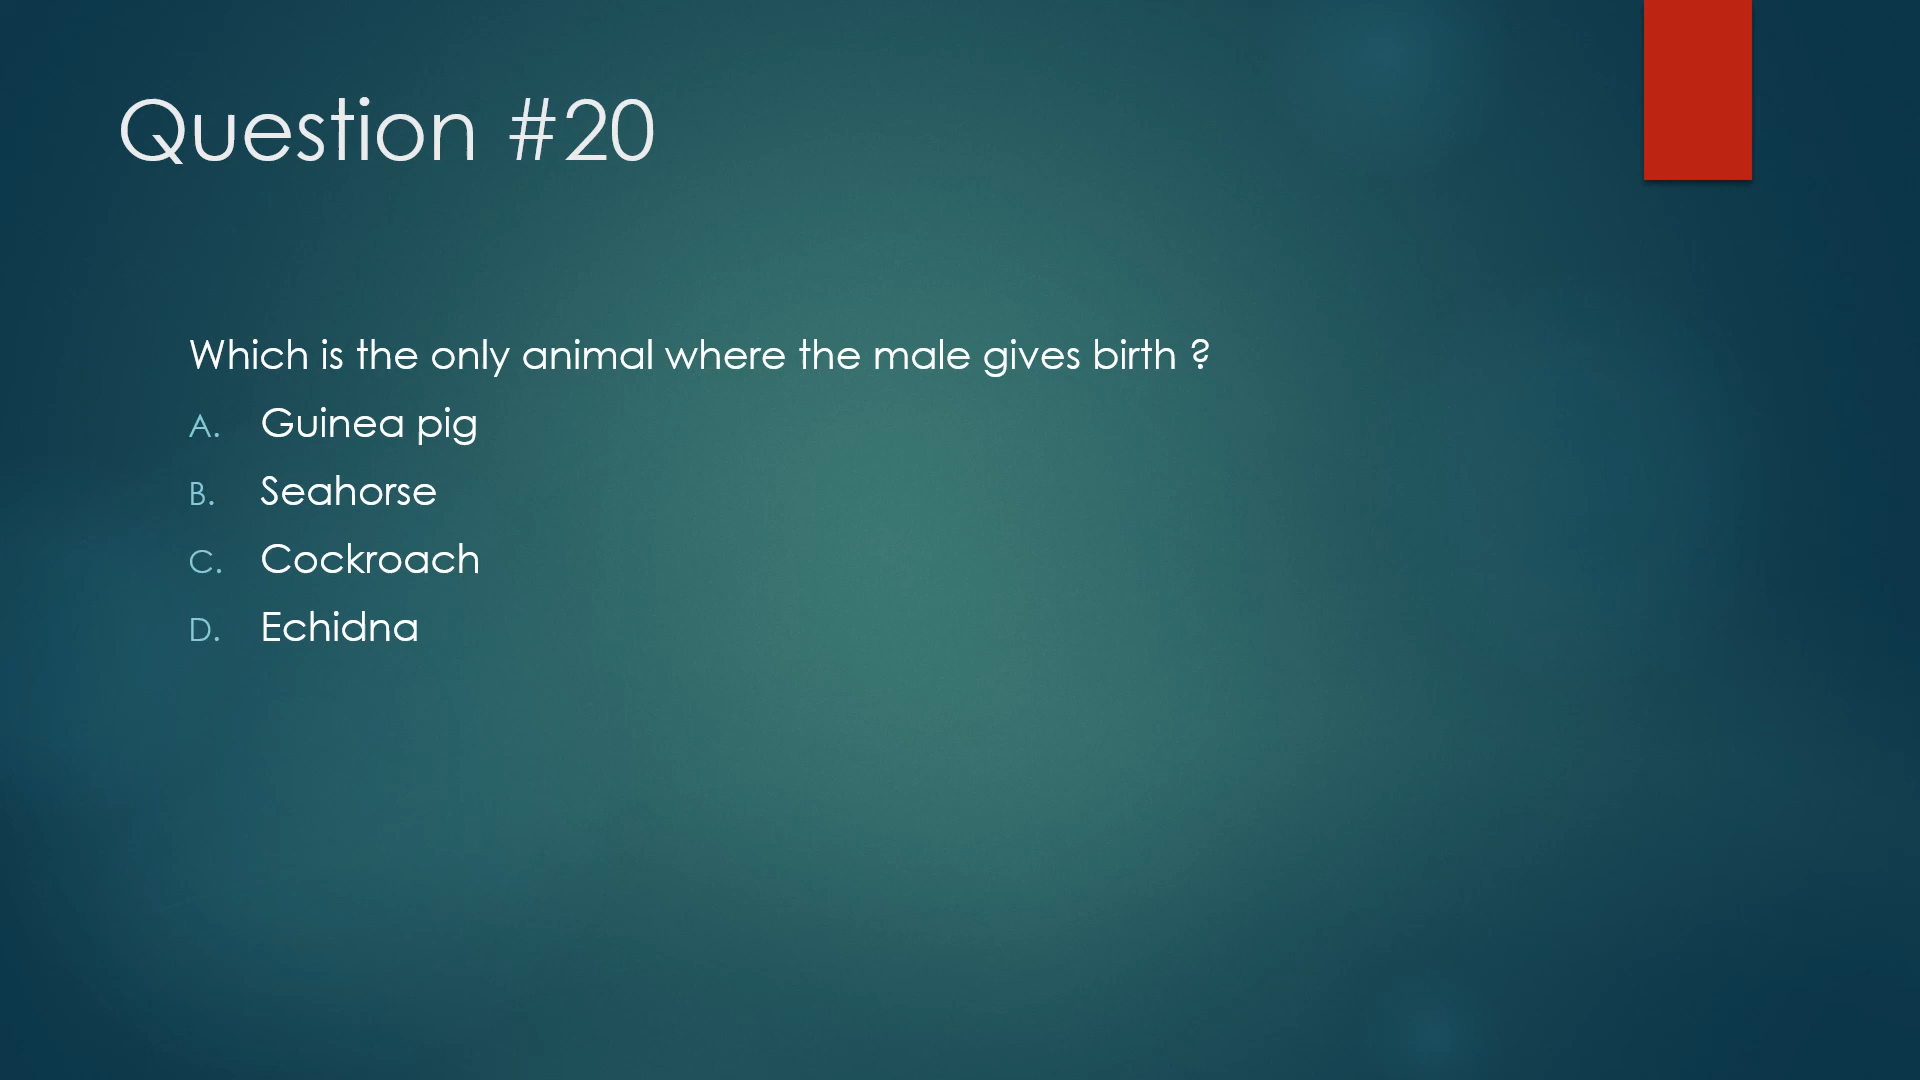 Question #20
Which is the only animal where the male gives birth ?
A. Guinea pig
B. Seahorse
C. Cockroach
D. Echidna